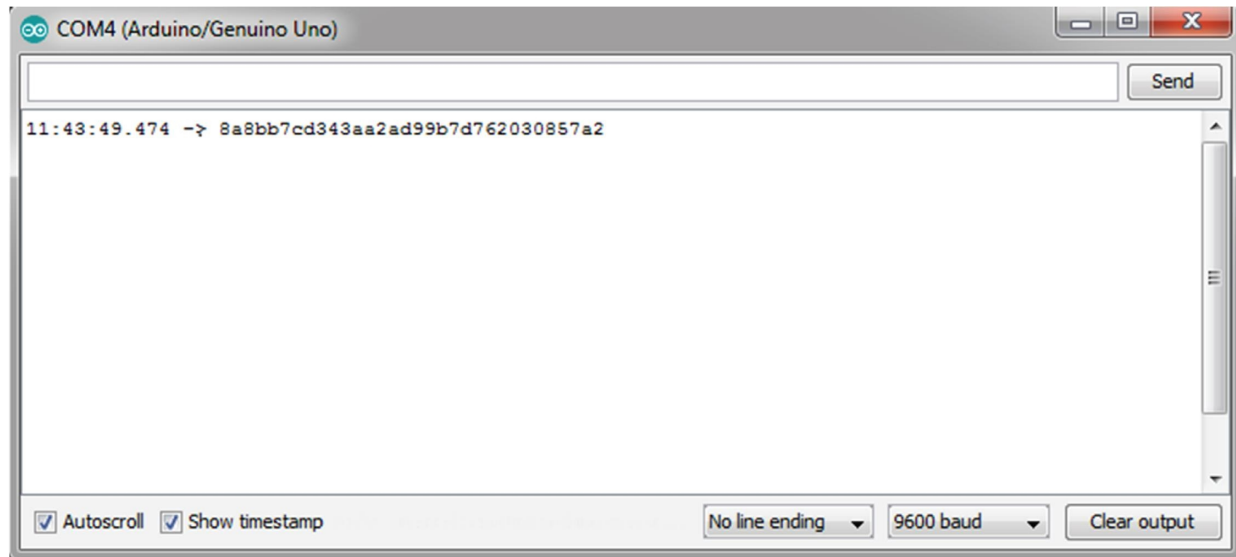 COM4 (Arduino/Genuino Uno)
Send
11:43:49.474 -> 8a8bb7cd343aa2ad99b7d762030857a2
Autoscroll Show timestamp No line ending 9600 baud Clear output